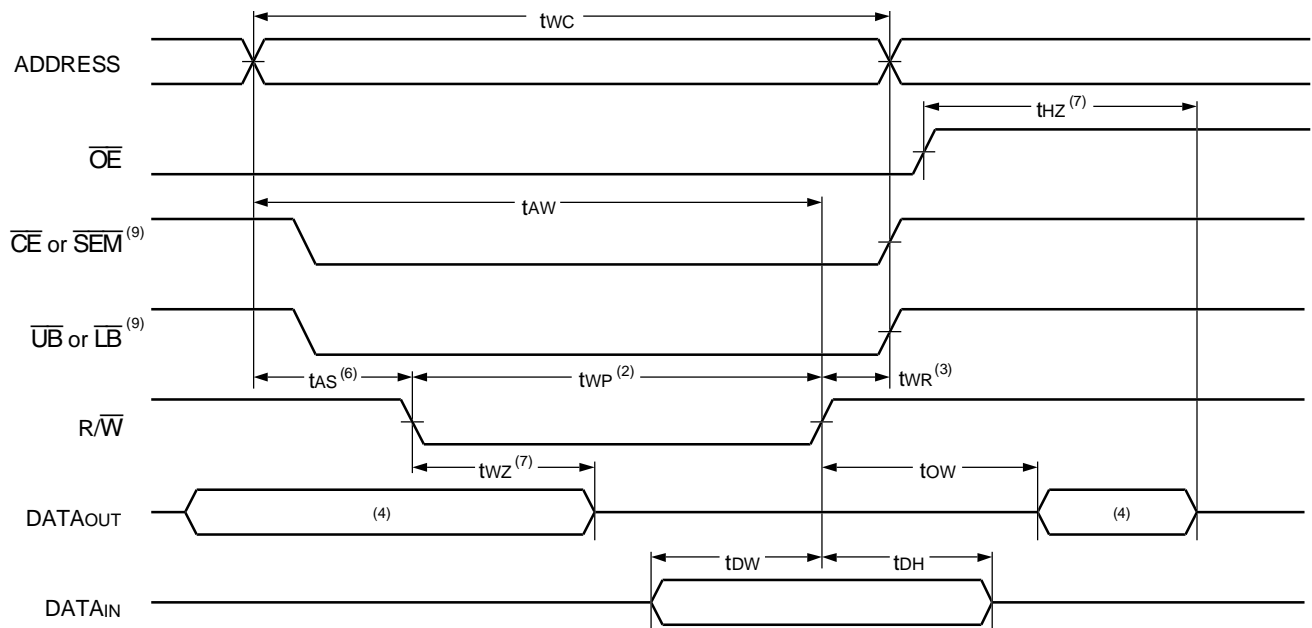 tWC
ADDRESS
tHZ (7)
OE
tAW
CE or SEM (9)
UB or LB (9)
tAS (6) tWP (2) tWR (3)
R/W
tWZ (7) tOW
DATAOUT (4) (4)
tDW tDH
DATAIN